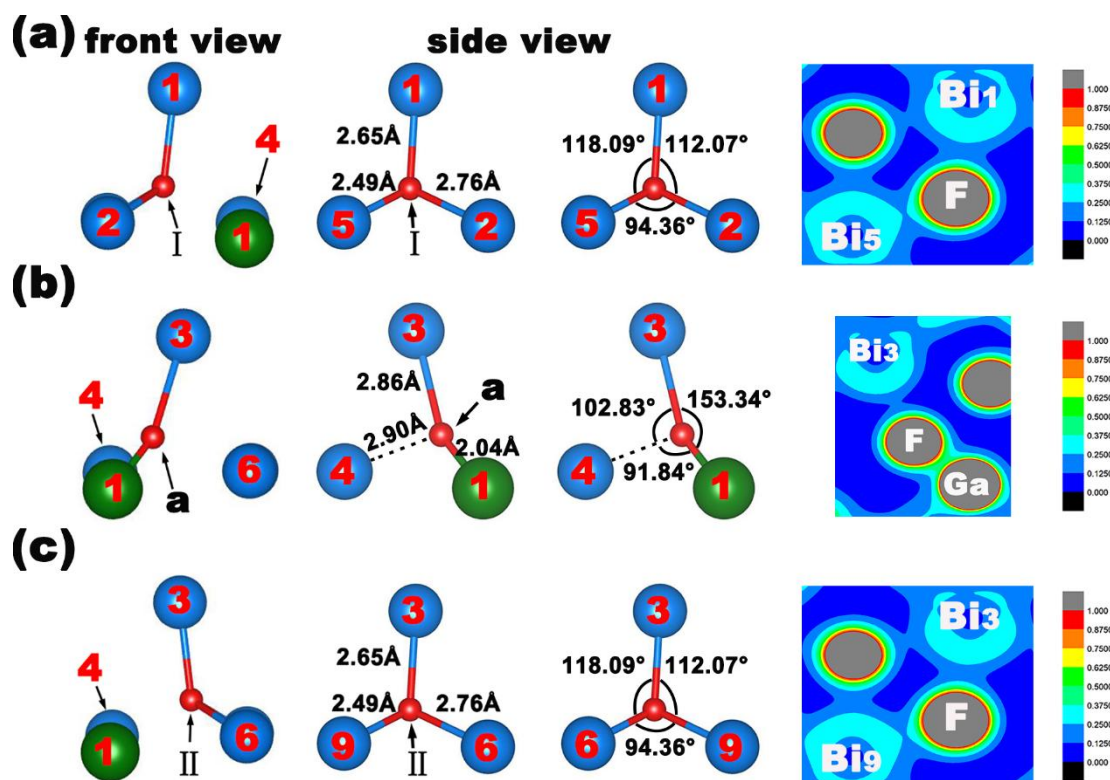 (a) front view side view
1 4 2 1 I
1 2.65Å 2.49Å 2.76Å 5 2 I
1 118.09° 112.07° 5 2 94.36°
Bi1 F Bi5
1.000
0.8750
0.7500
0.6250
0.5000
0.3750
0.2500
0.1250
0.000
(b)
3 4 1 6 a
3 2.86Å a 2.90Å 2.04Å 4 1
3 102.83° 153.34° 4 91.84° 1
Bi3 F Ga
1.000
0.8750
0.7500
0.6250
0.5000
0.3750
0.2500
0.1250
0.000
(c)
3 4 1 6 II
3 2.65Å 2.49Å 2.76Å 9 6 II
3 118.09° 112.07° 6 9 94.36°
Bi3 F Bi9
1.000
0.8750
0.7500
0.6250
0.5000
0.3750
0.2500
0.1250
0.000